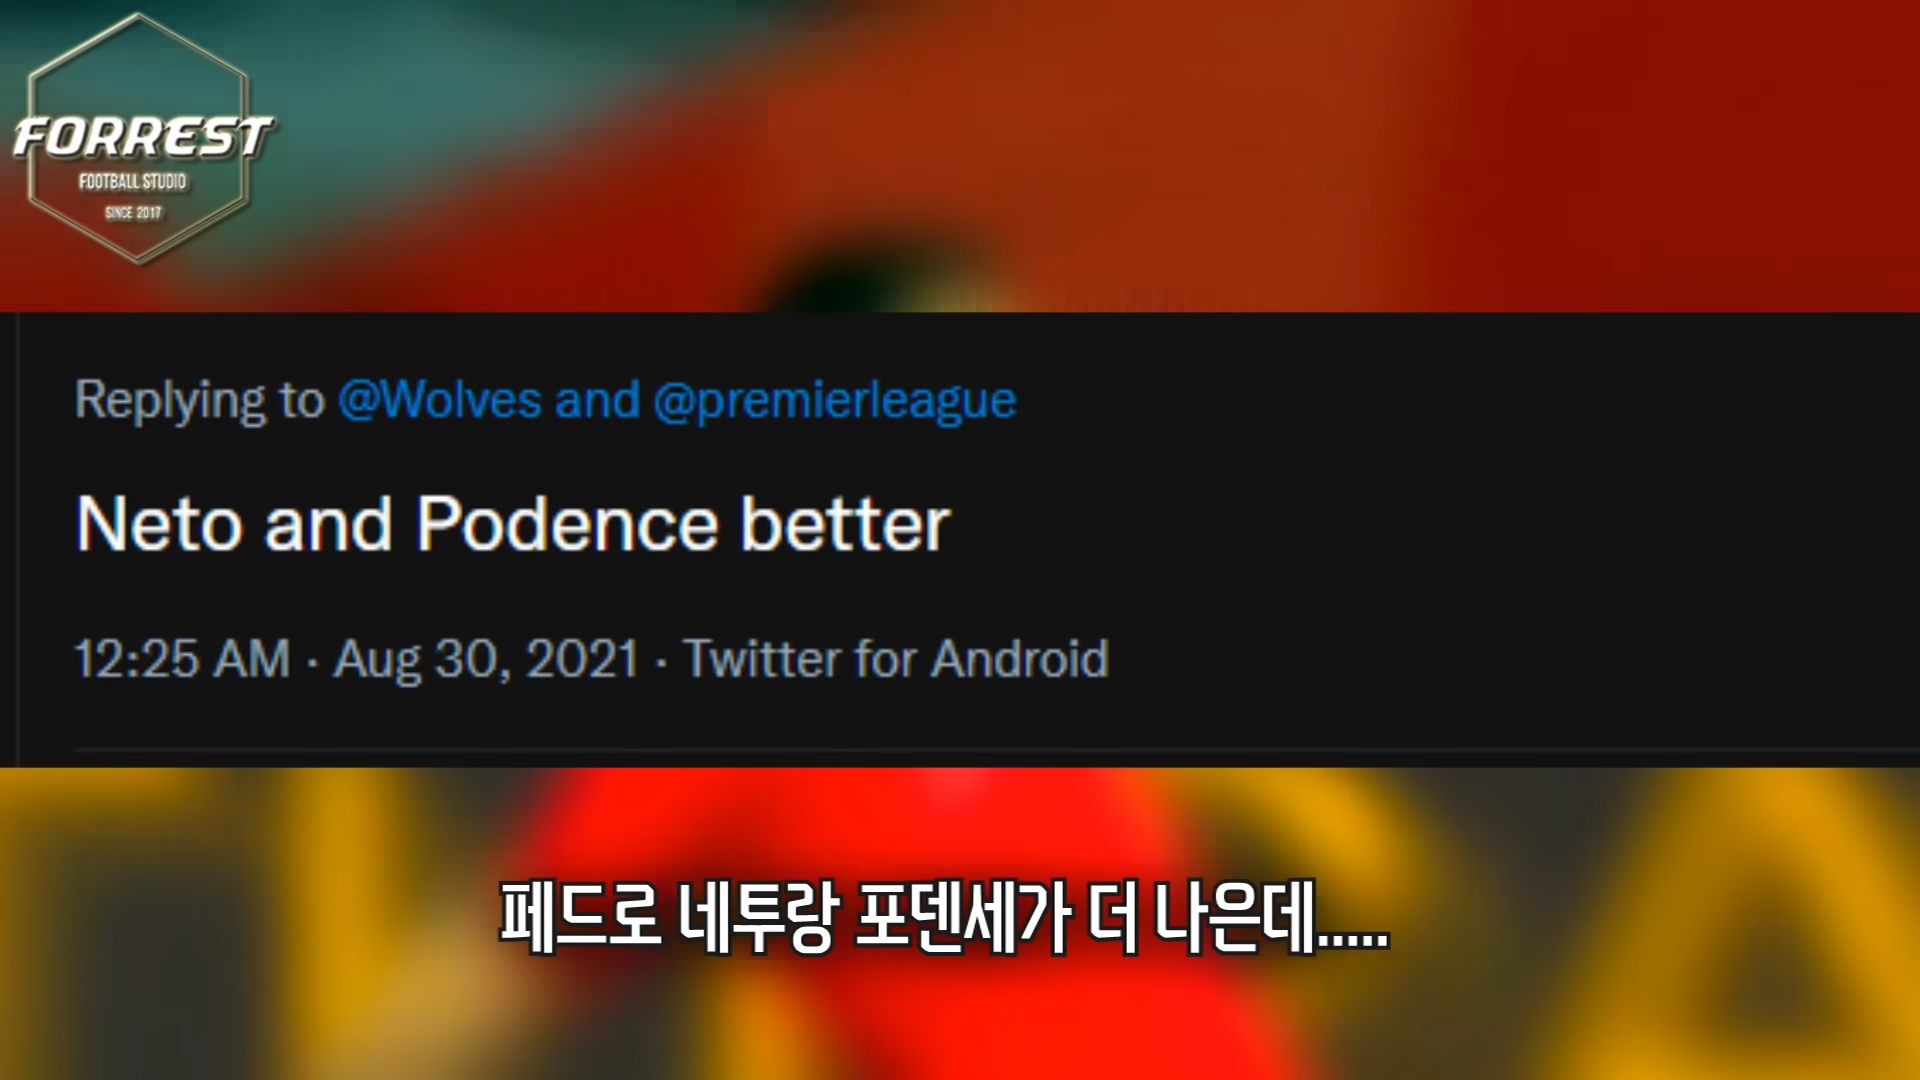 FORREST
FOOTBALL STUDIO
SINCE 2017
Replying to @Wolves and @premierleague
Neto and Podence better
12:25 AM · Aug 30, 2021 · Twitter for Android
페드로 네투랑 포덴세가 더 나은데.....